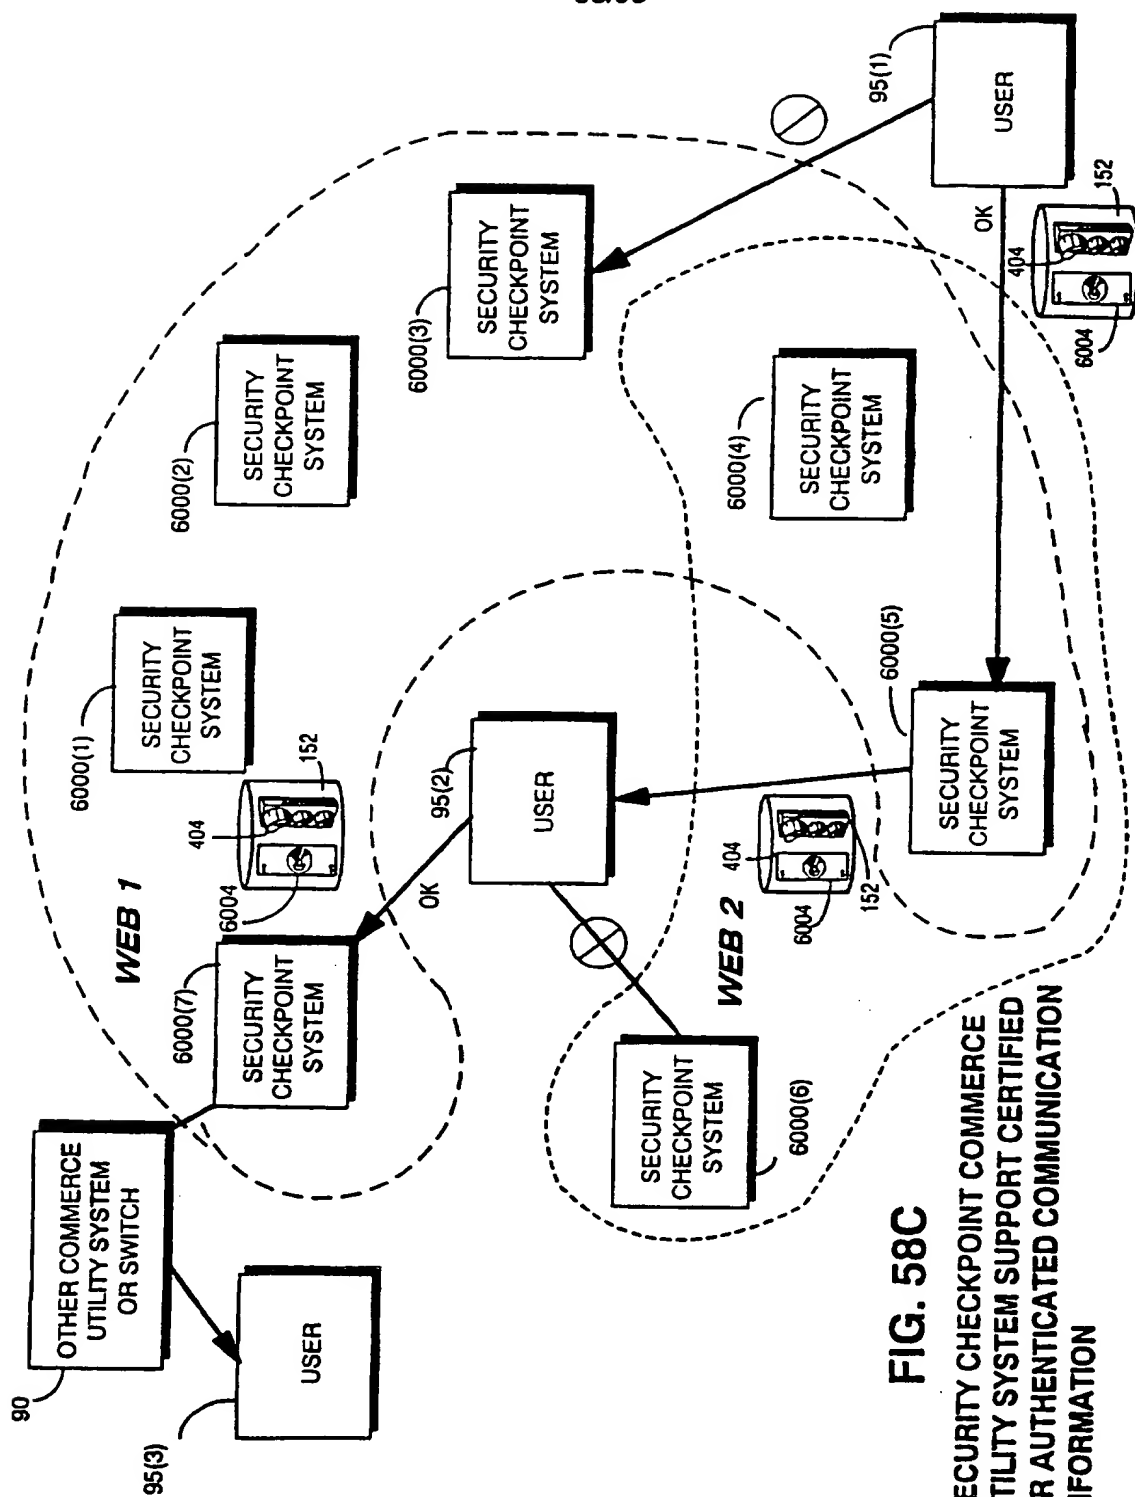 95(1)
USER
OK
404
152
6004
SECURITY
CHECKPOINT
SYSTEM
6000(3)
SECURITY
CHECKPOINT
SYSTEM
6000(2)
SECURITY
CHECKPOINT
SYSTEM
6000(4)
SECURITY
CHECKPOINT
SYSTEM
6000(1)
SECURITY
CHECKPOINT
SYSTEM
6000(5)
152
404
6004
WEB 1
95(2)
USER
OK
404
6004
152
WEB 2
6000(7)
SECURITY
CHECKPOINT
SYSTEM
SECURITY
CHECKPOINT
SYSTEM
6000(6)
90
OTHER COMMERCE
UTILITY SYSTEM
OR SWITCH
95(3)
USER
FIG. 58C
ECURITY CHECKPOINT COMMERCE
TILITY SYSTEM SUPPORT CERTIFIED
R AUTHENTICATED COMMUNICATION
NFORMATION